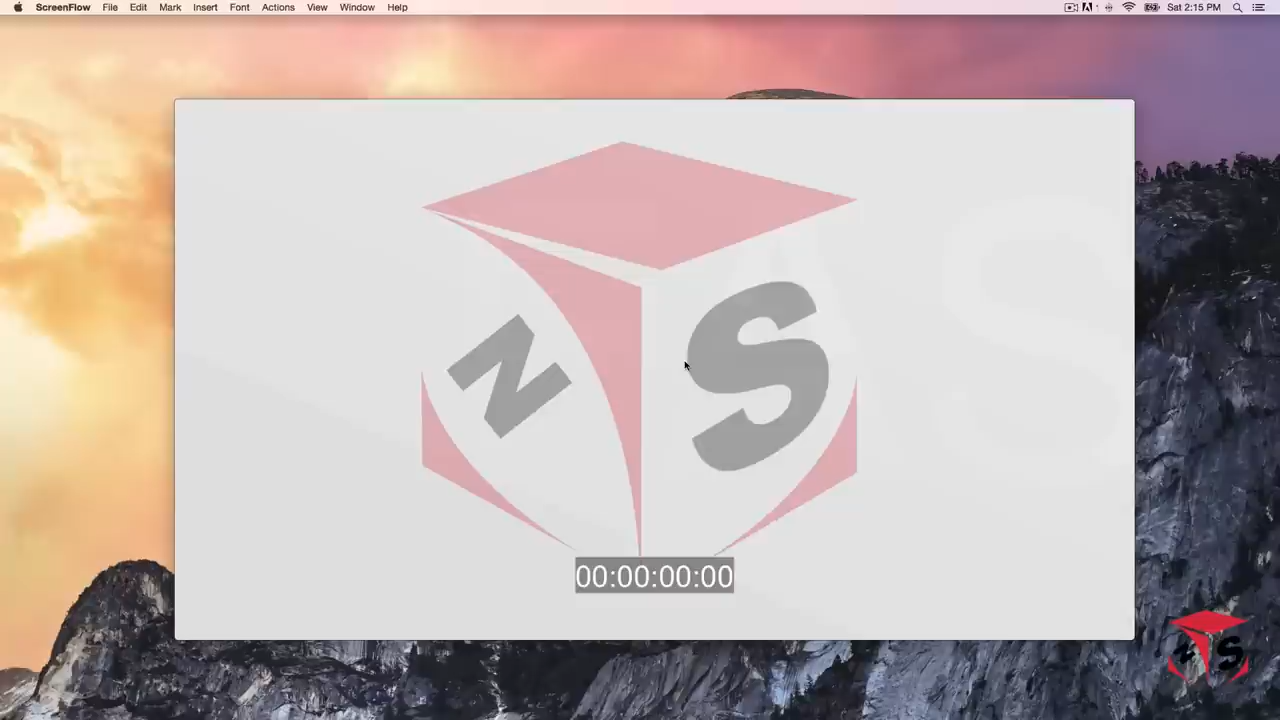 ScreenFlow File Edit Mark Insert Font Actions View Window Help Sat 2:15 PM
N S
00:00:00:00
N S